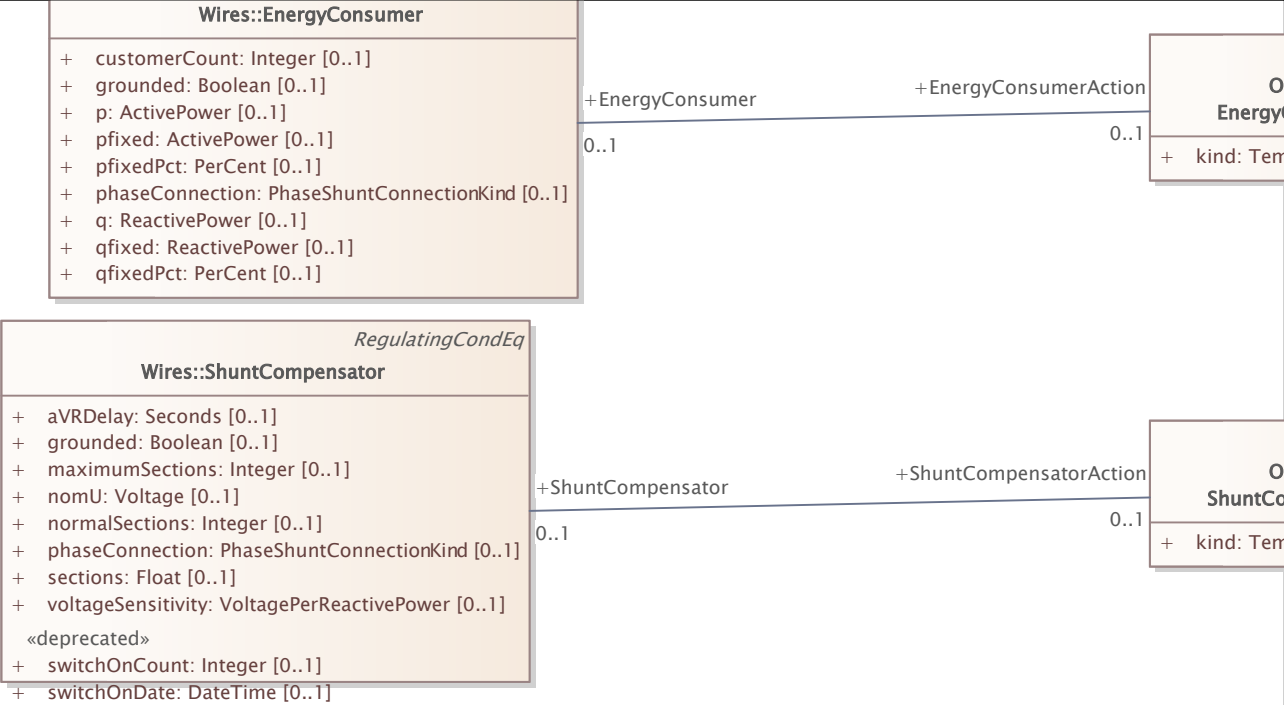 Wires::EnergyConsumer
+ customerCount: Integer [0..1]
+ grounded: Boolean [0..1]
+ p: ActivePower [0..1]
+ pfixed: ActivePower [0..1]
+ pfixedPct: PerCent [0..1]
+ phaseConnection: PhaseShuntConnectionKind [0..1]
+ q: ReactivePower [0..1]
+ qfixed: ReactivePower [0..1]
+ qfixedPct: PerCent [0..1]
+EnergyConsumer
0..1
+EnergyConsumerAction
0..1
+ kind:
RegulatingCondEq
Wires::ShuntCompensator
+ aVRDelay: Seconds [0..1]
+ grounded: Boolean [0..1]
+ maximumSections: Integer [0..1]
+ nomU: Voltage [0..1]
+ normalSections: Integer [0..1]
+ phaseConnection: PhaseShuntConnectionKind [0..1]
+ sections: Float [0..1]
+ voltageSensitivity: VoltagePerReactivePower [0..1]
«deprecated»
+ switchOnCount: Integer [0..1]
+ switchOnDate: DateTime [0..1]
+ShuntCompensator
0..1
+ShuntCompensatorAction
0..1
+ kind: